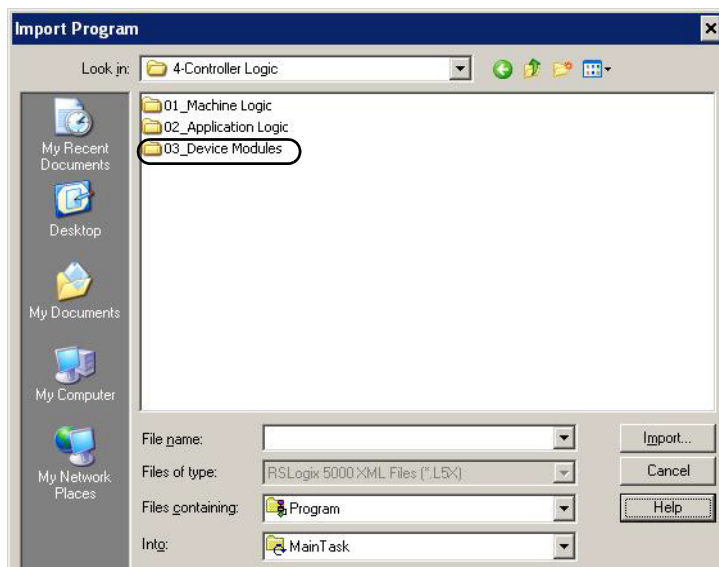 Import Program
Look in: 4-Controller Logic
01_Machine Logic
02_Application Logic
03_Device Modules
My Recent
Documents
Desktop
My Documents
My Computer
My Network
Places
File name:
Import...
Files of type: RSLogix 5000 XML Files (*.L5X)
Cancel
Files containing: Program
Help
Into: MainTask